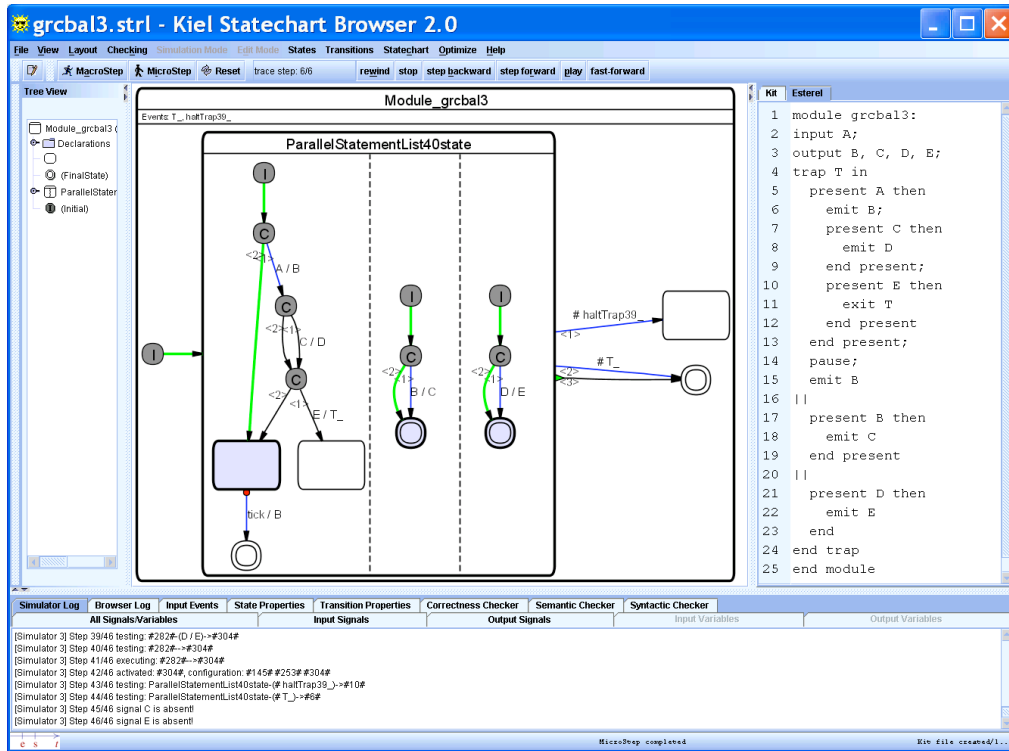 grcbal3.strl - Kiel Statechart Browser 2.0
File View Layout Checking Simulation Mode Edit Mode States Transitions Statechart Optimize Help
MacroStep MicroStep Reset trace step: 6/6 rewind stop step backward step forward play fast-forward
Tree View
Module_grcbal3 (
Declarations
(FinalState)
ParallelStater
(Initial)
Module_grcbal3
Events: T_, haltTrap39_
ParallelStatementList40state
I
C
<2> <1>
A / B
C
<2> <1>
C / D
C
<2> <1>
E / T_
tick / B
I
C
<2> <1>
B / C
I
C
<2> <1>
D / E
I
# haltTrap39_
<1>
# T_
<2>
<3>
Kit Esterel
1 module grcbal3:
2 input A;
3 output B, C, D, E;
4 trap T in
5 present A then
6 emit B;
7 present C then
8 emit D
9 end present;
10 present E then
11 exit T
12 end present
13 end present;
14 pause;
15 emit B
16 ||
17 present B then
18 emit C
19 end present
20 ||
21 present D then
22 emit E
23 end
24 end trap
25 end module
Simulator Log Browser Log Input Events State Properties Transition Properties Correctness Checker Semantic Checker Syntactic Checker
All Signals/Variables Input Signals Output Signals Input Variables Output Variables
[Simulator 3] Step 39/46 testing: #282#-(D / E)->#304#
[Simulator 3] Step 40/46 testing: #282#-->#304#
[Simulator 3] Step 41/46 executing: #282#-->#304#
[Simulator 3] Step 42/46 activated: #304#, configuration: #145# #253# #304#
[Simulator 3] Step 43/46 testing: ParallelStatementList40state-(# haltTrap39_)->#10#
[Simulator 3] Step 44/46 testing: ParallelStatementList40state-(# T_)->#6#
[Simulator 3] Step 45/46 signal C is absent!
[Simulator 3] Step 46/46 signal E is absent!
e s t MicroStep completed Kit file created/1...